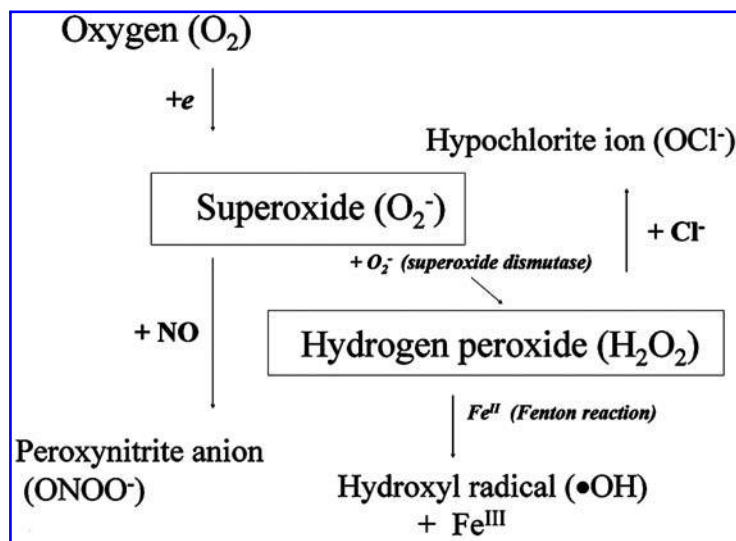 Oxygen (O₂)
+e
Hypochlorite ion (OCl⁻)
Superoxide (O₂⁻)
+ Cl⁻
+ O₂⁻ (superoxide dismutase)
+ NO
Hydrogen peroxide (H₂O₂)
Feᴵᴵ (Fenton reaction)
Peroxynitrite anion
(ONOO⁻)
Hydroxyl radical (●OH)
+ Feᴵᴵᴵ